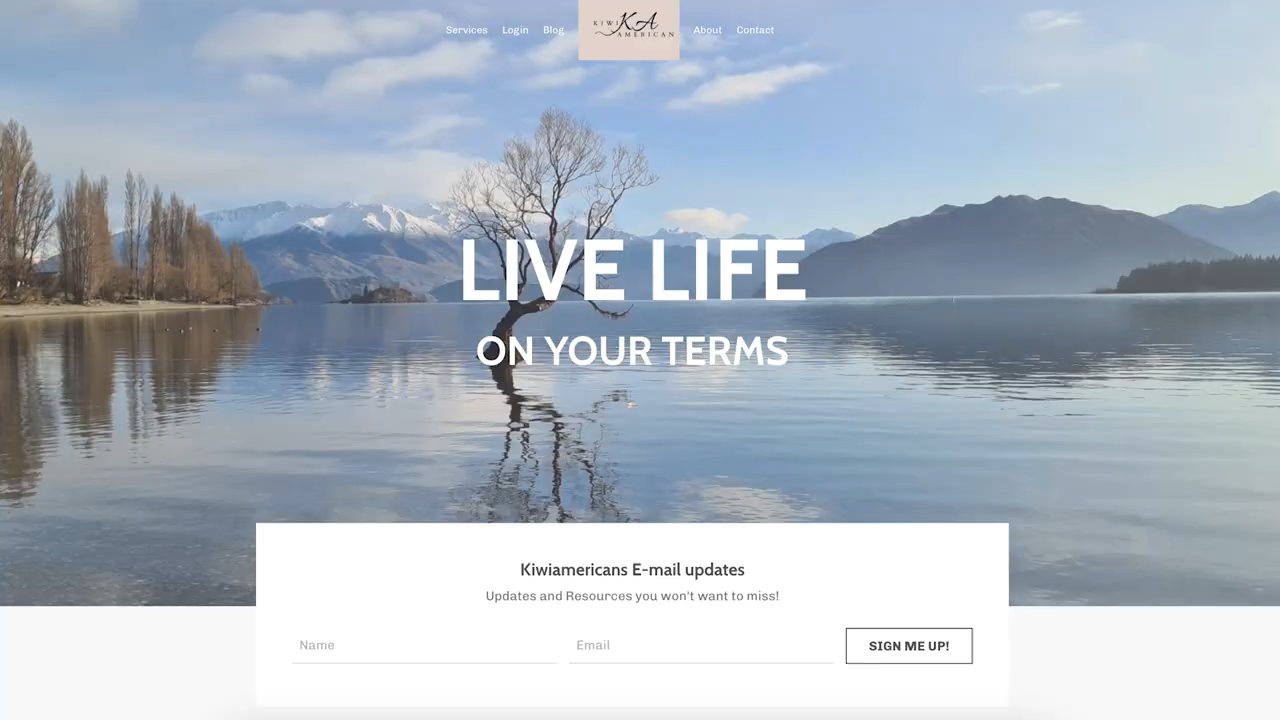 Services Login Blog
KIWI KA
AMERICAN
About Contact
LIVE LIFE
ON YOUR TERMS
Kiwiamericans E-mail updates
Updates and Resources you won't want to miss!
Name Email SIGN ME UP!